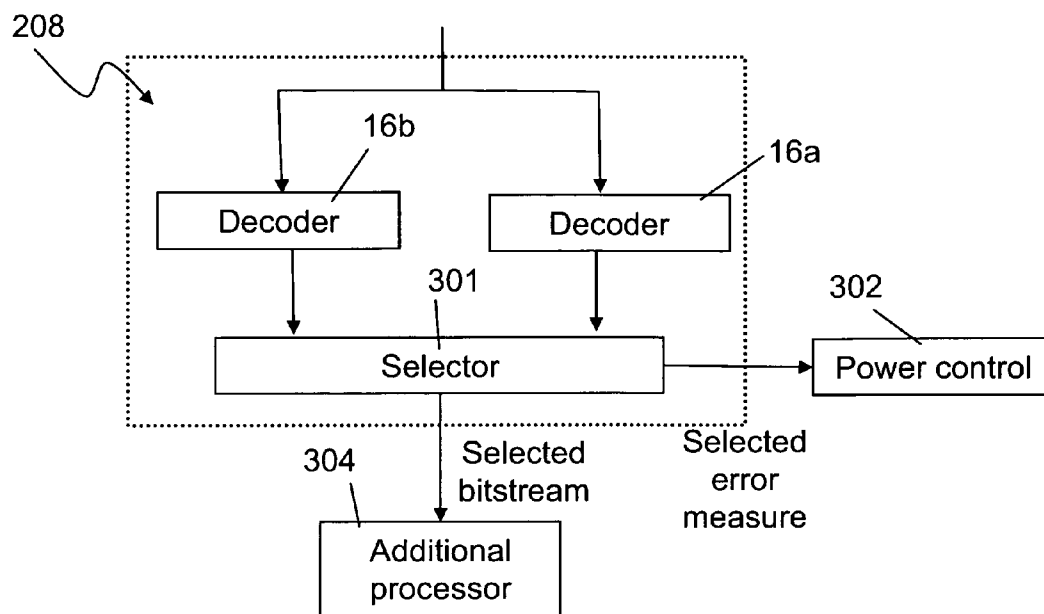 208
16b
16a
Decoder
Decoder
301
302
Selector
Power control
304
Selected
bitstream
Selected
error
measure
Additional
processor